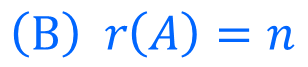 (B) r(A) = n